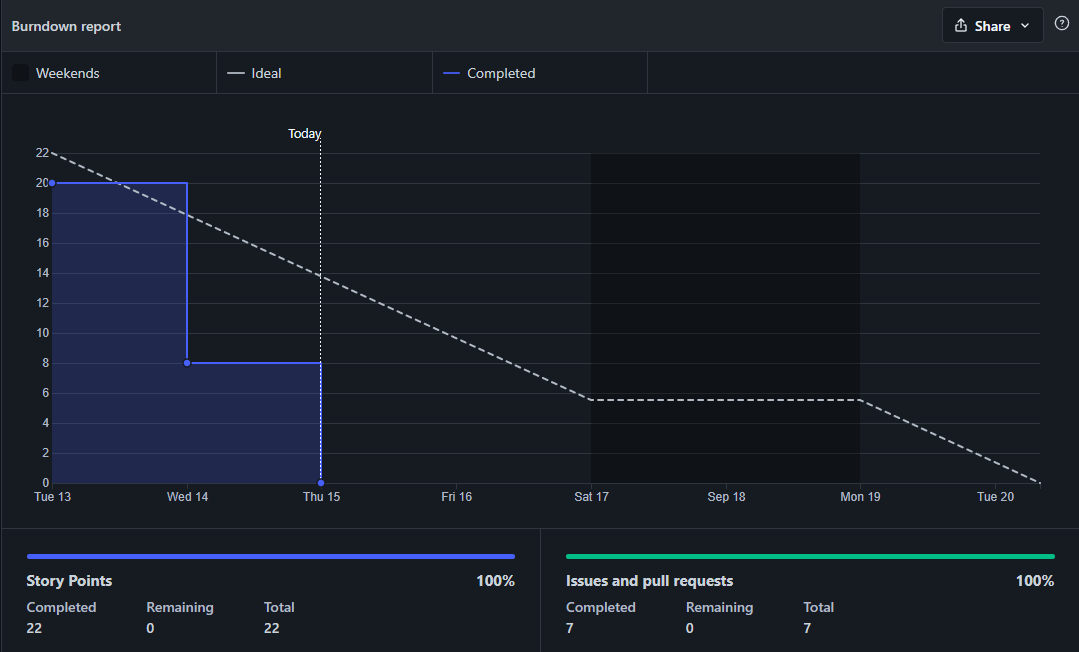 Burndown report
Share
Weekends
Ideal
Completed
Today
22
20
18
16
14
12
10
8
6
4
2
0
Tue 13 Wed 14 Thu 15 Fri 16 Sat 17 Sep 18 Mon 19 Tue 20
Story Points 100%
Completed Remaining Total
22 0 22
Issues and pull requests 100%
Completed Remaining Total
7 0 7